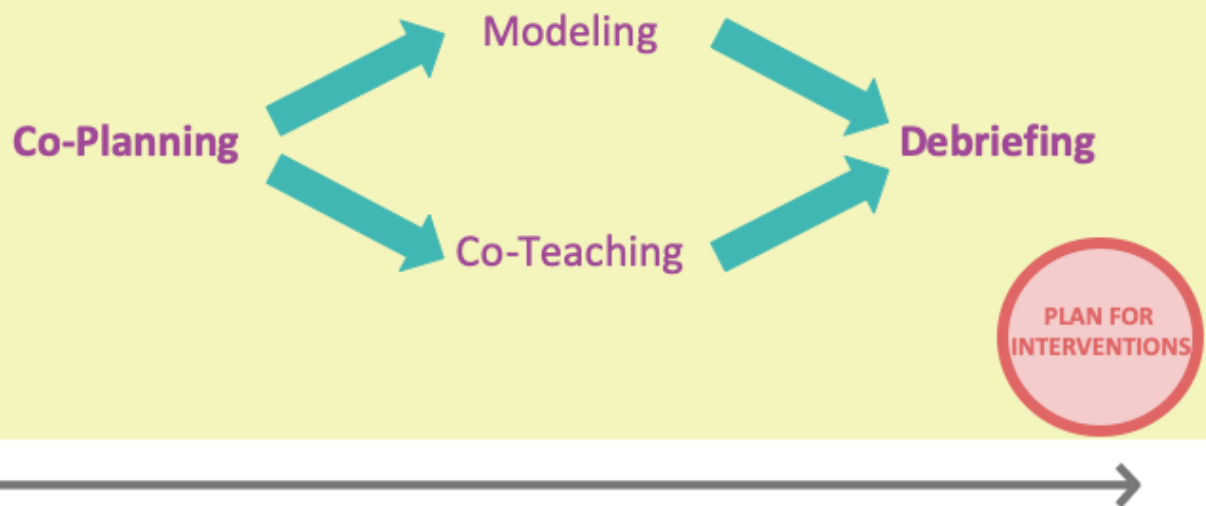 Modeling
Co-Planning
Debriefing
Co-Teaching
PLAN FOR
INTERVENTIONS